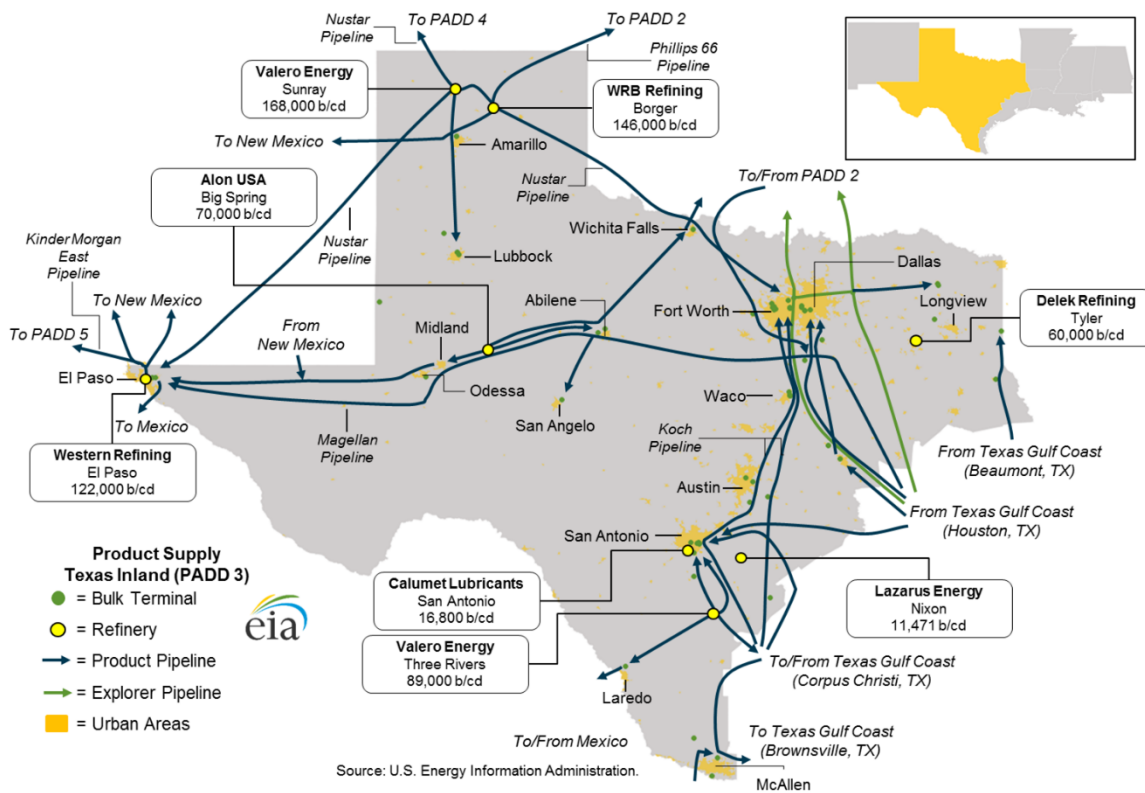 To PADD 4
To PADD 2
Nustar
Pipeline
Phillips 66
Pipeline
Valero Energy
Sunray
168,000 b/cd
WRB Refining
Borger
146,000 b/cd
To New Mexico
Amarillo
Alon USA
Big Spring
70,000 b/cd
Nustar
Pipeline
To/From PADD 2
Kinder Morgan
East
Pipeline
Nustar
Pipeline
Wichita Falls
Lubbock
Dallas
To New Mexico
Abilene
Fort Worth
Longview
Delek Refining
Tyler
60,000 b/cd
To PADD 5
From
New Mexico
Midland
El Paso
Odessa
Waco
To Mexico
San Angelo
Magellan
Pipeline
Koch
Pipeline
From Texas Gulf Coast
(Beaumont, TX)
Western Refining
El Paso
122,000 b/cd
Austin
From Texas Gulf Coast
(Houston, TX)
San Antonio
Product Supply
Texas Inland (PADD 3)
= Bulk Terminal
= Refinery
= Product Pipeline
= Explorer Pipeline
= Urban Areas
eia
Calumet Lubricants
San Antonio
16,800 b/cd
Lazarus Energy
Nixon
11,471 b/cd
Valero Energy
Three Rivers
89,000 b/cd
To/From Texas Gulf Coast
(Corpus Christi, TX)
Laredo
To/From Mexico
To Texas Gulf Coast
(Brownsville, TX)
Source: U.S. Energy Information Administration.
McAllen